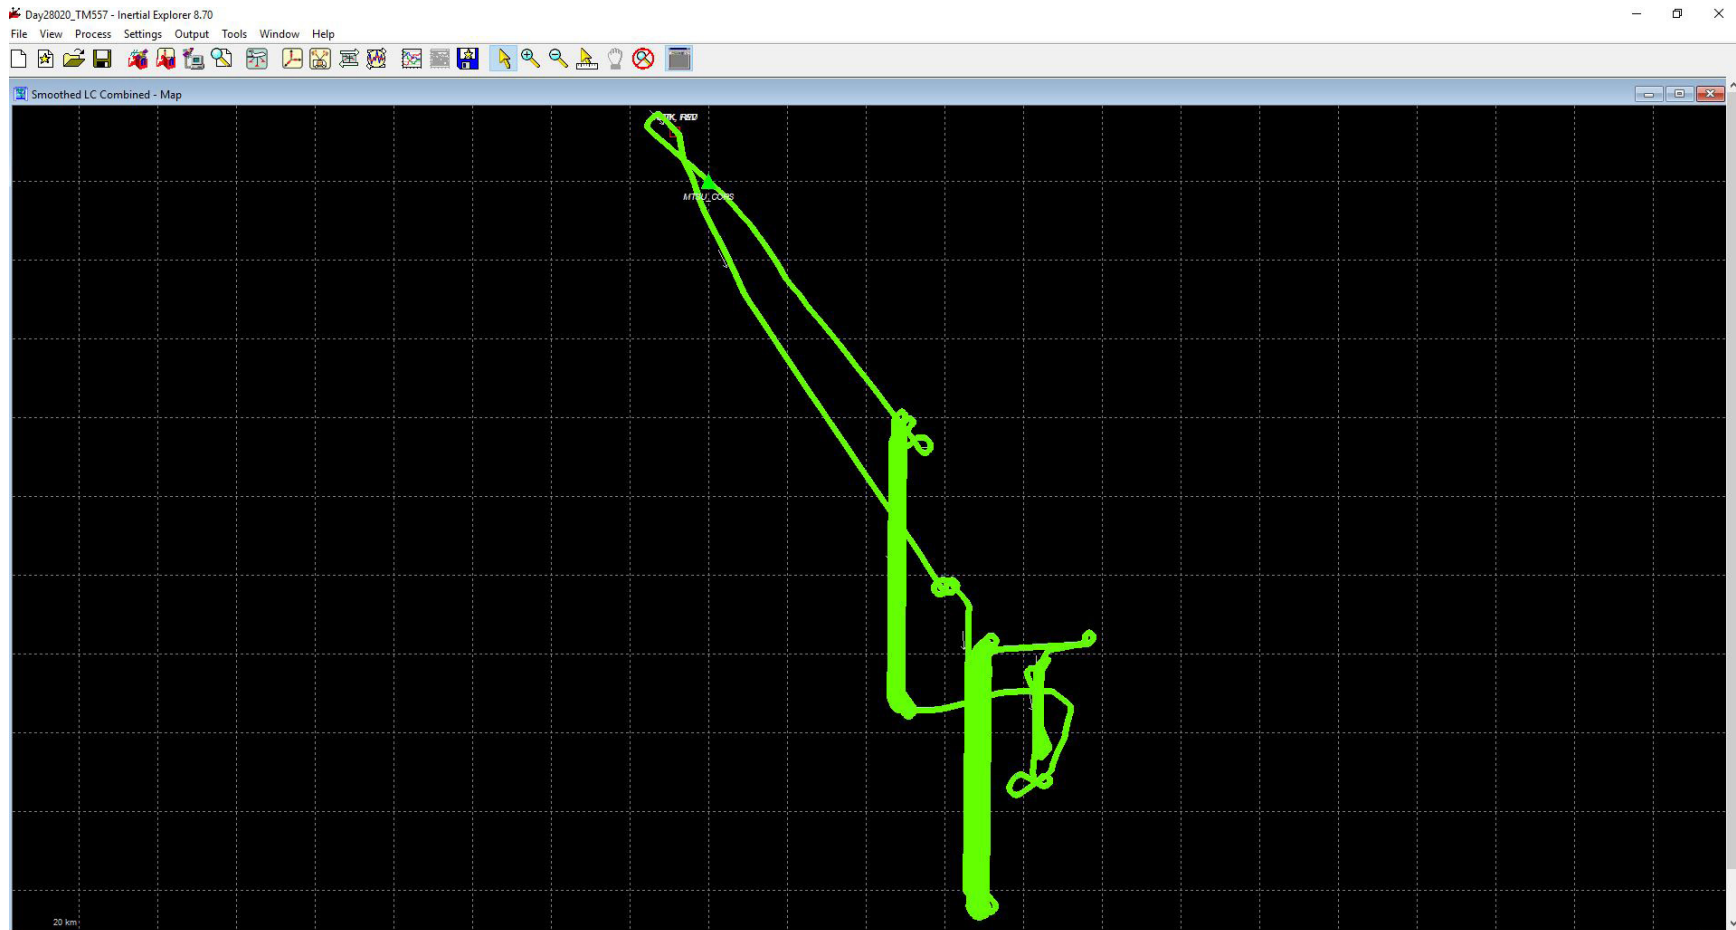 Day28020_TM557 - Inertial Explorer 8.70
File View Process Settings Output Tools Window Help
Smoothed LC Combined - Map
MTSU_CORS
20 km